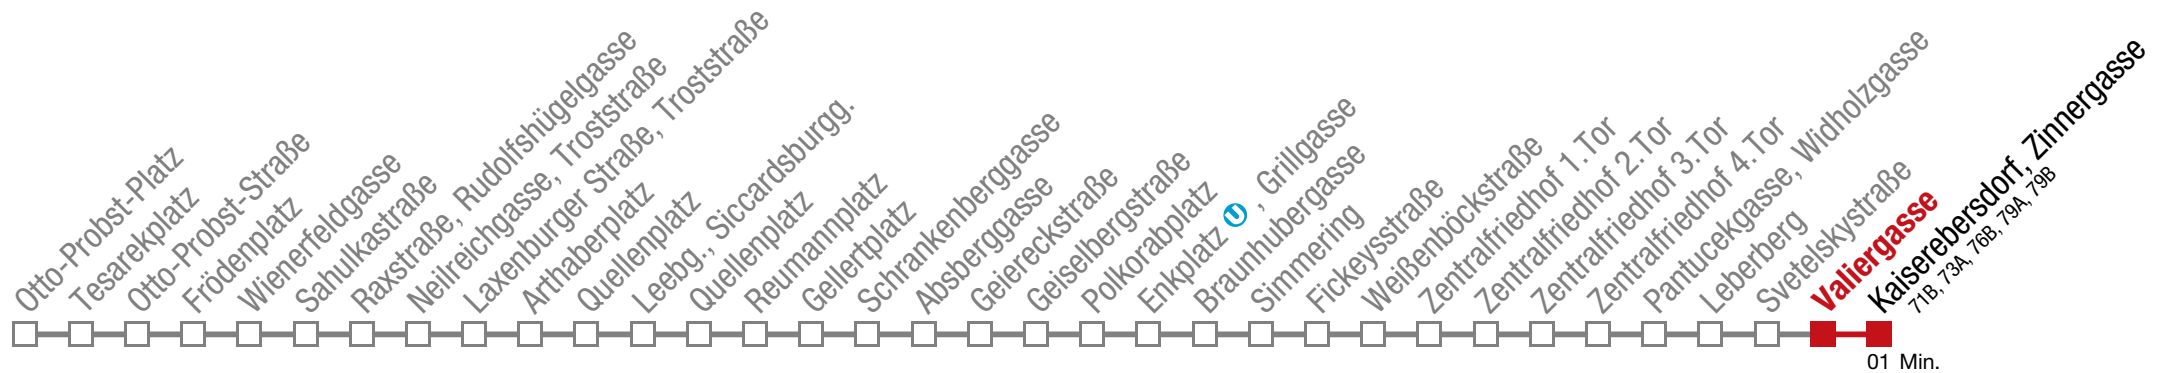 Otto-Probst-Platz
Tesarekplatz
Otto-Probst-Straße
Frödenplatz
Wienerfeldgasse
Sahulkastraße
Raxstraße, Rudolfshügelgasse
Neilreichgasse, Troststraße
Laxenburger Straße, Troststraße
Arthaberplatz
Quellenplatz
Leebg., Siccardsburgg.
Quellenplatz
Reumannplatz
Gellertplatz
Schrankenberggasse
Absberggasse
Geiereckstraße
Geiselbergstraße
Polkorabplatz
Enkplatz U, Grillgasse
Braunhubergasse
Simmering
Fickeysstraße
Weißenböckstraße
Zentralfriedhof 1.Tor
Zentralfriedhof 2.Tor
Zentralfriedhof 3.Tor
Zentralfriedhof 4.Tor
Pantucekgasse, Widholzgasse
Leberberg
Svetelskystraße
Valiergasse
Kaiserebersdorf, Zinnergasse
71B, 73A, 76B, 79A, 79B
01 Min.